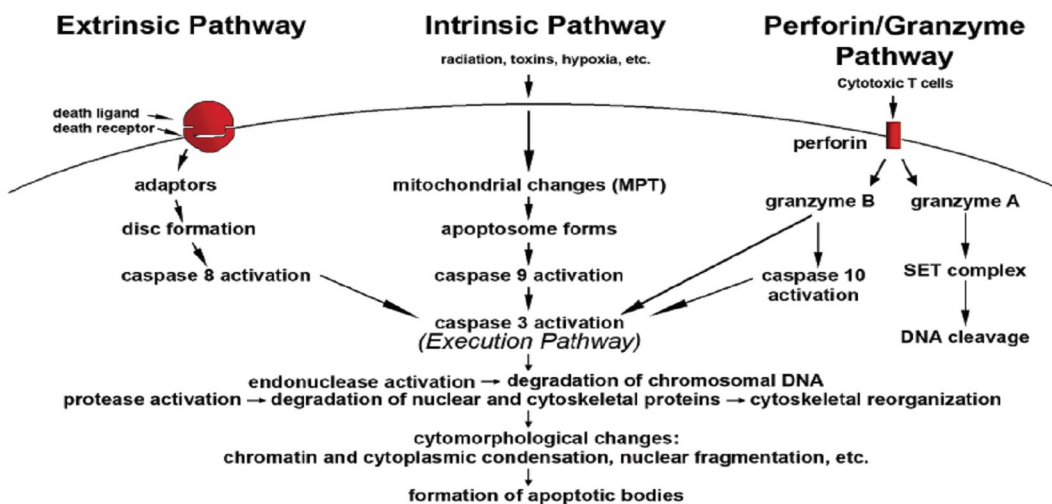 Extrinsic Pathway
Intrinsic Pathway
Perforin/Granzyme
Pathway
radiation, toxins, hypoxia, etc.
Cytotoxic T cells
death ligand
death receptor
perforin
adaptors
mitochondrial changes (MPT)
granzyme B
granzyme A
disc formation
apoptosome forms
caspase 8 activation
caspase 9 activation
caspase 10
activation
SET complex
caspase 3 activation
(Execution Pathway)
DNA cleavage
endonuclease activation → degradation of chromosomal DNA
protease activation → degradation of nuclear and cytoskeletal proteins → cytoskeletal reorganization
cytomorphological changes:
chromatin and cytoplasmic condensation, nuclear fragmentation, etc.
formation of apoptotic bodies